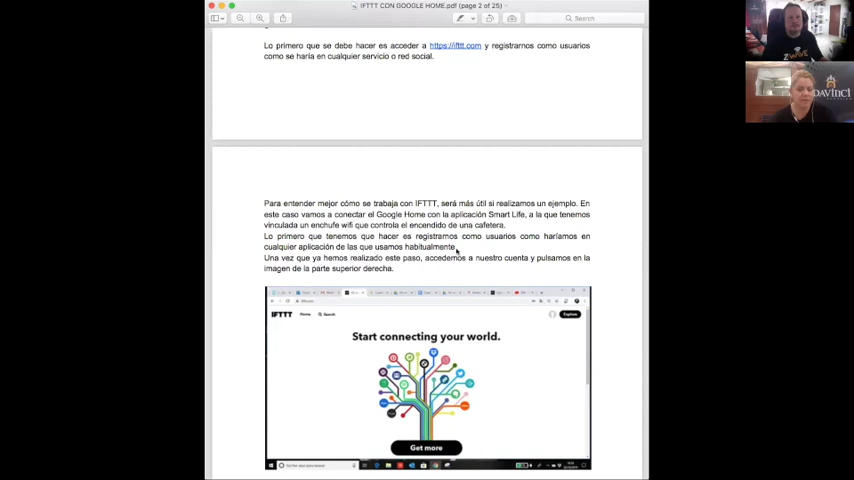 IFTTT CON GOOGLE HOME.pdf (page 2 of 25)
Search
Lo primero que se debe hacer es acceder a https://ifttt.com y registrarnos como usuarios
como se haría en cualquier servicio o red social.
Para entender mejor cómo se trabaja con IFTTT, será más útil si realizamos un ejemplo. En
este caso vamos a conectar el Google Home con la aplicación Smart Life, a la que tenemos
vinculada un enchufe wifi que controla el encendido de una cafetera.
Lo primero que tenemos que hacer es registrarnos como usuarios como haríamos en
cualquier aplicación de las que usamos habitualmente.
Una vez que ya hemos realizado este paso, accedemos a nuestro cuenta y pulsamos en la
imagen de la parte superior derecha.
IFTTT
Home
Search
Explore
Start connecting your world.
Get more
Z WAVE
DAVINCI